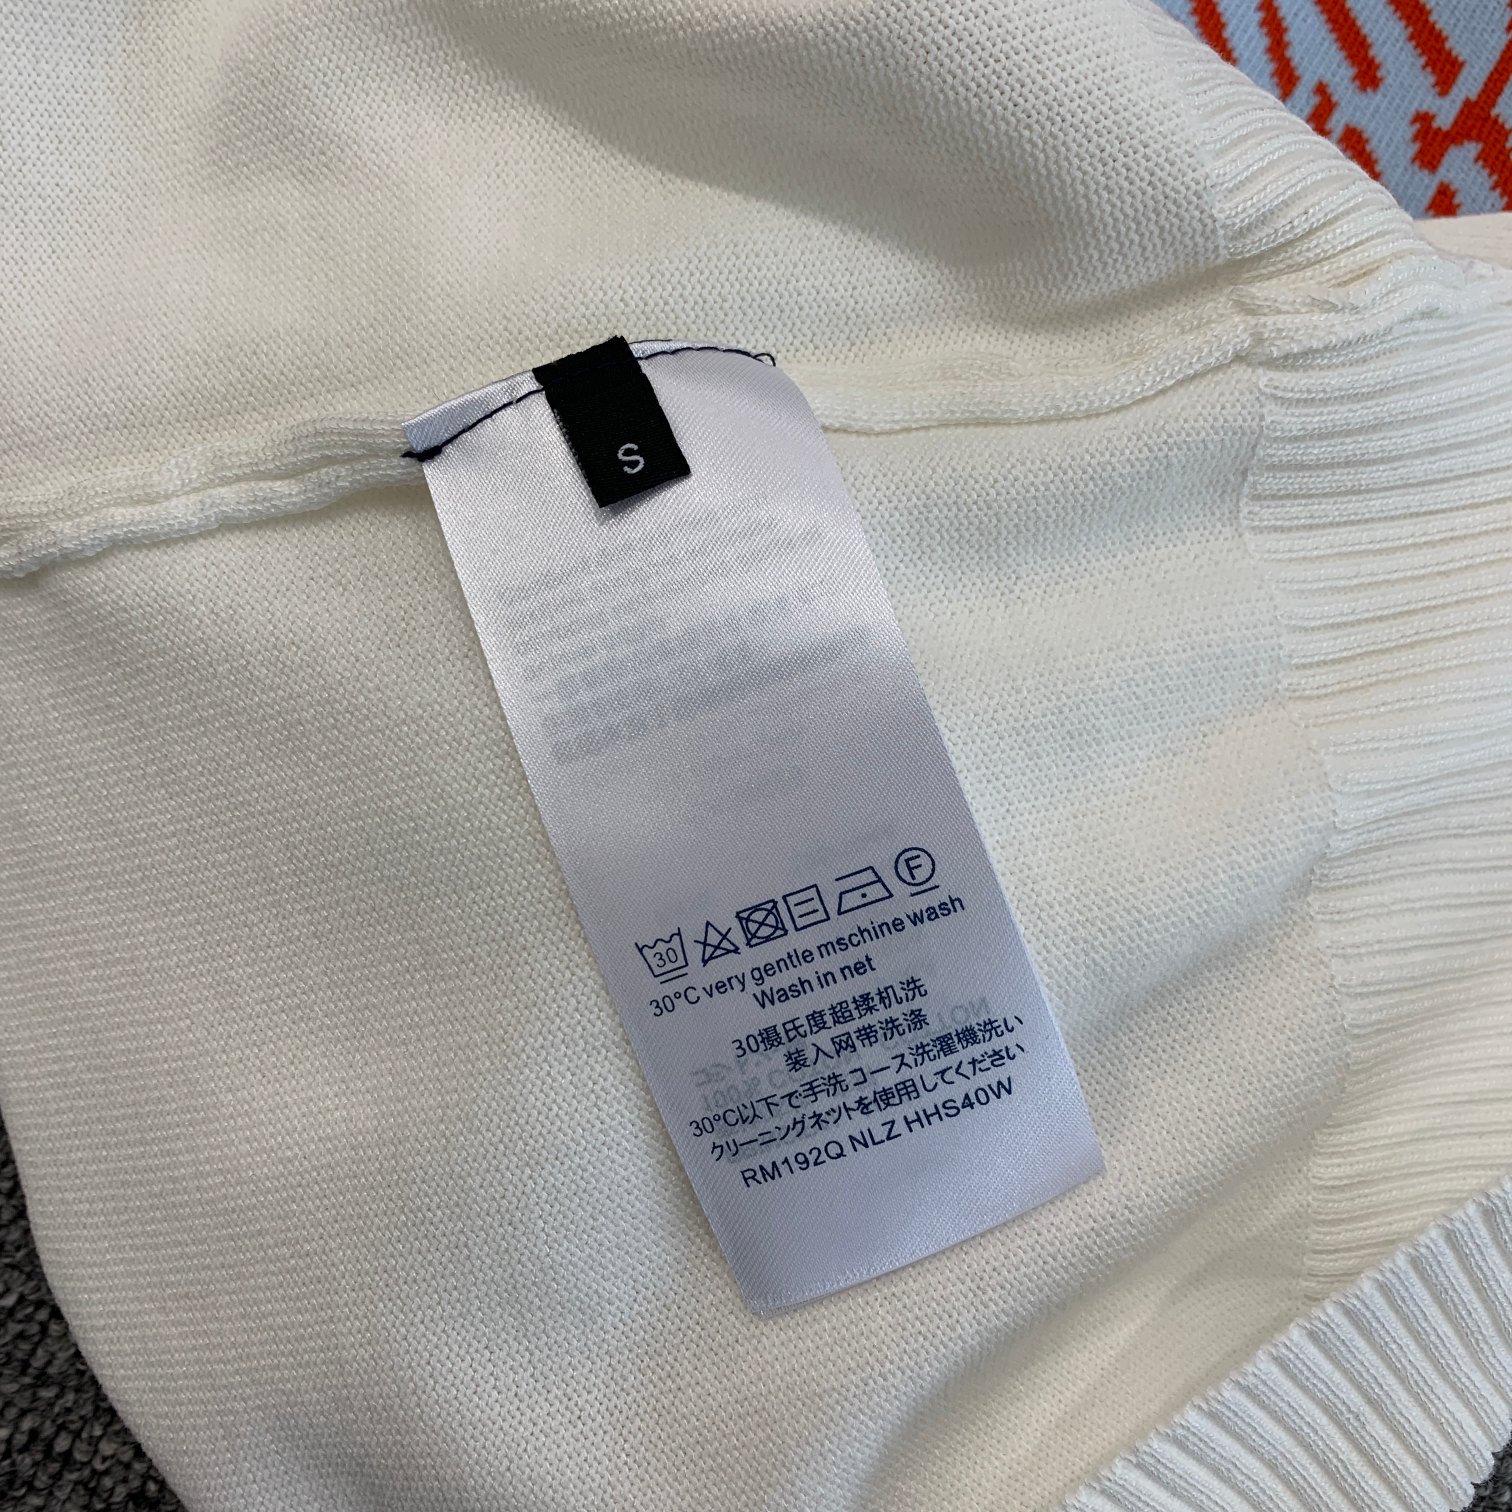 S
30
F
30°C very gentle mschine wash
Wash in net
30摄氏度超揉机洗
装入网带洗涤
30°C以下で手洗コース洗濯機洗い
クリーニングネットを使用してください
RM192Q NLZ HHS40W